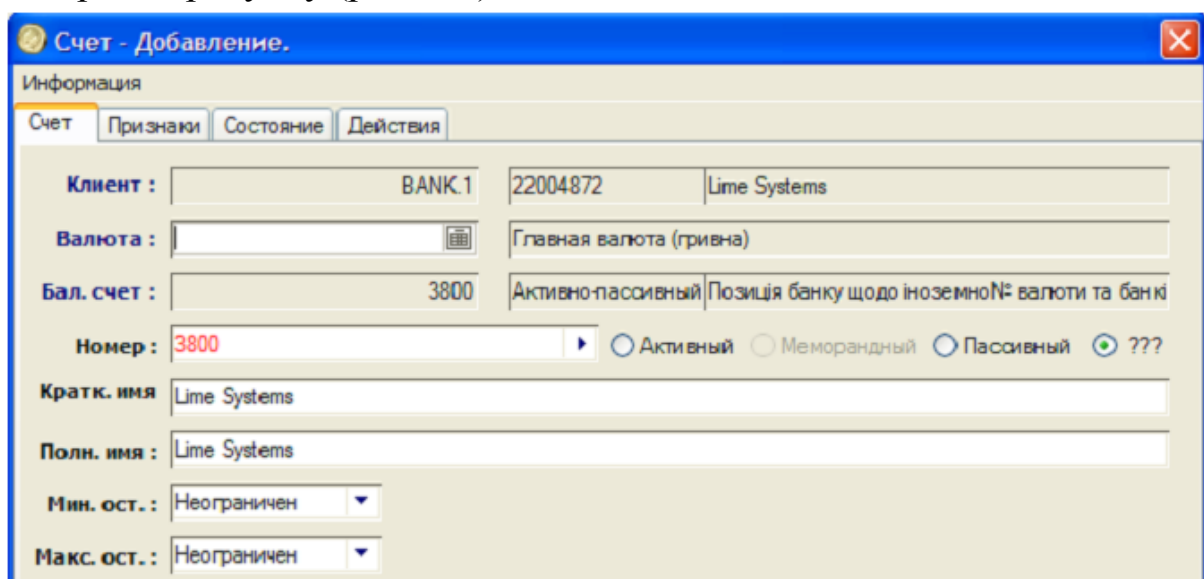 Счет - Добавление.
Информация
Счет Признаки Состояние Действия
Клиент : BANK.1 22004872 Lime Systems
Валюта : Главная валюта (гривна)
Бал. счет : 3800 Активно-пассивный Позиція банку щодо іноземно№ валюти та банкі
Номер : 3800 Активный Меморандный Пассивный ???
Кратк. имя Lime Systems
Полн. имя : Lime Systems
Мин. ост. : Неограничен
Макс. ост. : Неограничен